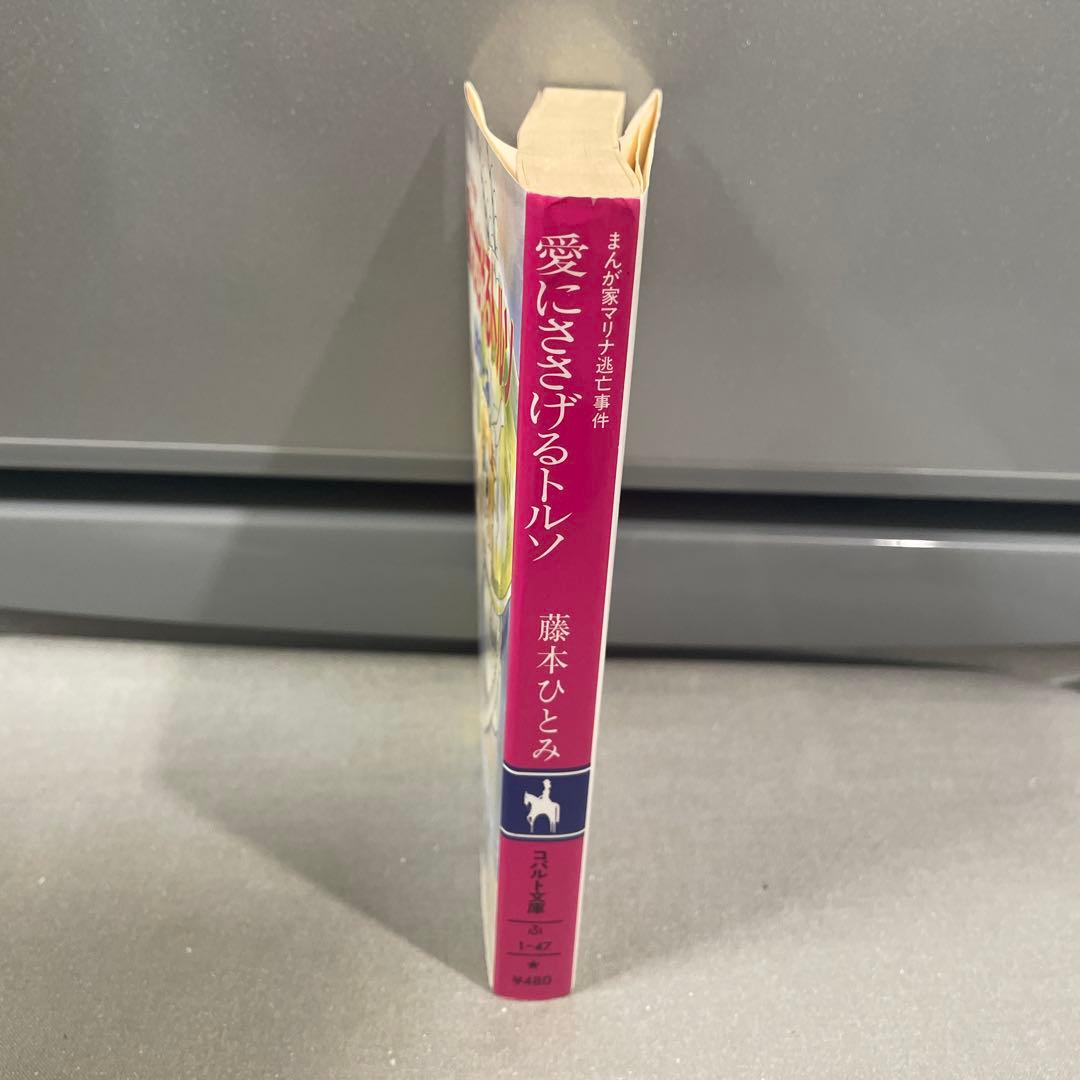 まんが家マリナ逃亡事件
愛にささげるトルソ
藤本ひとみ
コバルト文庫
ふ
1-47
★
¥480